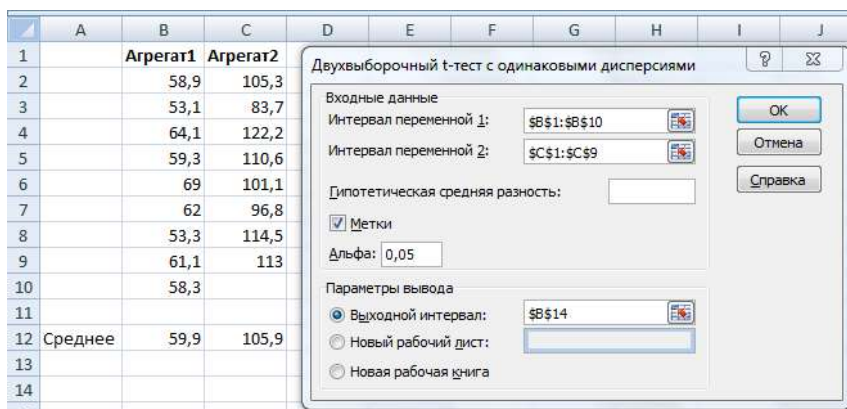 A B C D E F G H I J
1 Агрегат1 Агрегат2
2 58,9 105,3
3 53,1 83,7
4 64,1 122,2
5 59,3 110,6
6 69 101,1
7 62 96,8
8 53,3 114,5
9 61,1 113
10 58,3
11
12 Среднее 59,9 105,9
13
14
Двухвыборочный t-тест с одинаковыми дисперсиями
Входные данные
Интервал переменной 1: $B$1:$B$10
Интервал переменной 2: $C$1:$C$9
Гипотетическая средняя разность:
Метки
Альфа: 0,05
Параметры вывода
Выходной интервал: $B$14
Новый рабочий лист:
Новая рабочая книга
ОК
Отмена
Справка